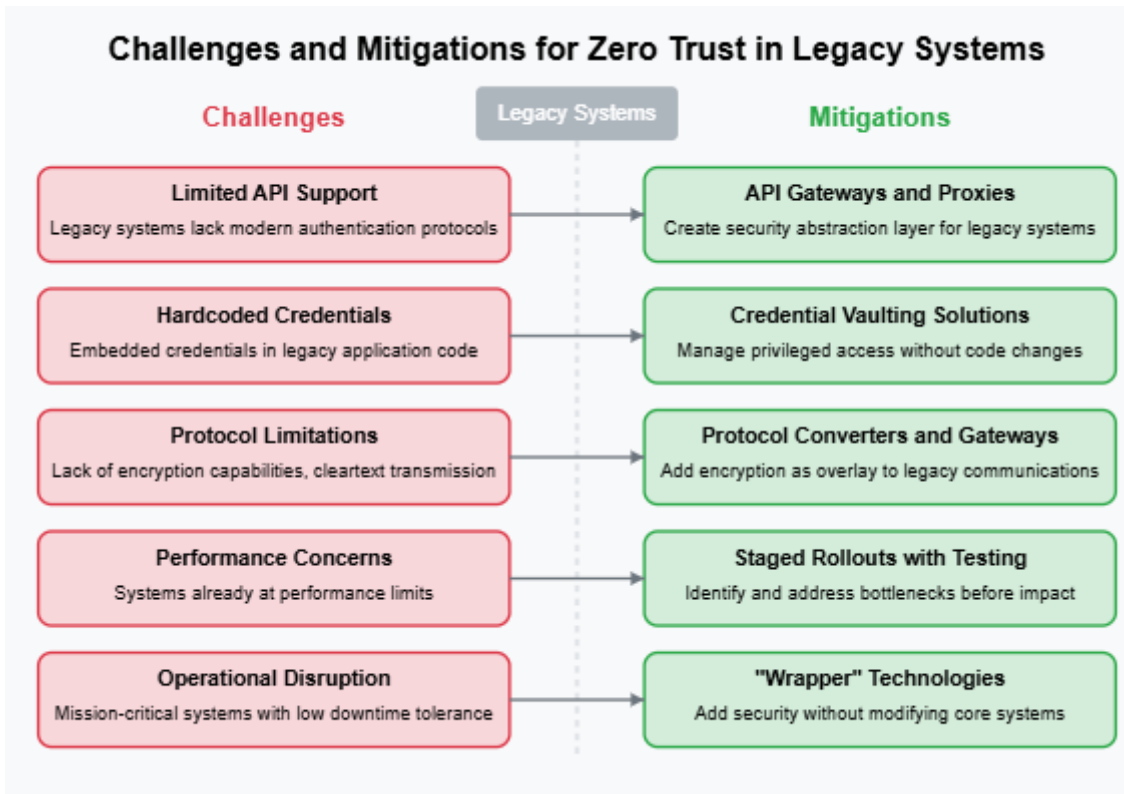 Challenges and Mitigations for Zero Trust in Legacy Systems
Challenges
Legacy Systems
Mitigations
Limited API Support
Legacy systems lack modern authentication protocols
API Gateways and Proxies
Create security abstraction layer for legacy systems
Hardcoded Credentials
Embedded credentials in legacy application code
Credential Vaulting Solutions
Manage privileged access without code changes
Protocol Limitations
Lack of encryption capabilities, cleartext transmission
Protocol Converters and Gateways
Add encryption as overlay to legacy communications
Performance Concerns
Systems already at performance limits
Staged Rollouts with Testing
Identify and address bottlenecks before impact
Operational Disruption
Mission-critical systems with low downtime tolerance
"Wrapper" Technologies
Add security without modifying core systems